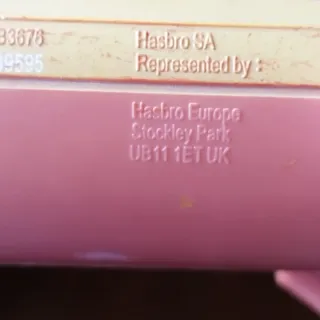 B3676 Hasbro SA
9595 Represented by :
Hasbro Europe
Stockley Park
UB11 1ET UK